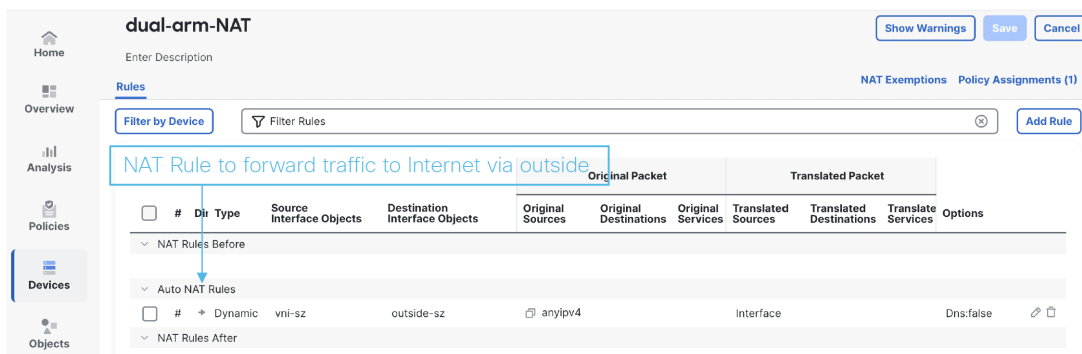 dual-arm-NAT
Show Warnings Save Cancel
Enter Description
Home
Rules
NAT Exemptions Policy Assignments (1)
Overview
Filter by Device Filter Rules Add Rule
NAT Rule to forward traffic to Internet via outside
Analysis
Original Packet Translated Packet
# Dir Type Source Interface Objects Destination Interface Objects Original Sources Original Destinations Original Services Translated Sources Translated Destinations Translate Services Options
Policies
NAT Rules Before
Devices
Auto NAT Rules
# Dynamic vni-sz outside-sz anyipv4 Interface Dns:false
NAT Rules After
Objects